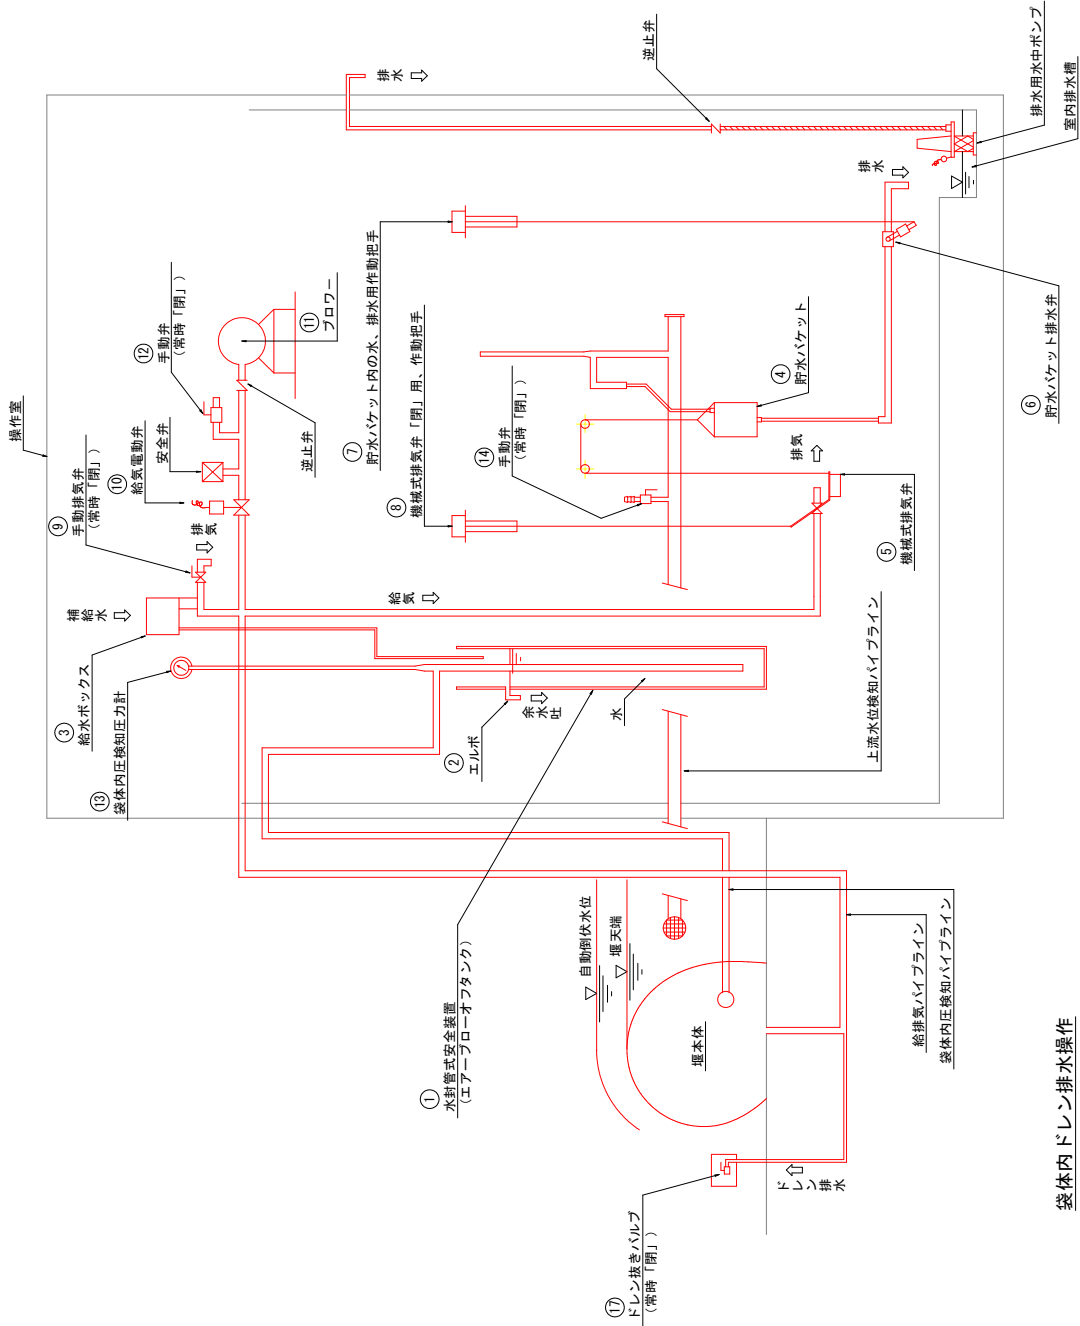 操作室
⑨
手動排気弁
(常時「閉」)
⑩
給気電動弁
安全弁
⑫
手動弁
(常時「閉」)
⑪
ブロワー
逆止弁
排気
補給水
③
給水ボックス
⑬
袋体内圧検知圧力計
給気
⑦
貯水バケット内の水、排水用作動把手
⑧
機械式排気弁「閉」用、作動把手
⑭
手動弁
(常時「閉」)
④
貯水バケット
排気
⑤
機械式排気弁
⑥
貯水バケット排水弁
排水
逆止弁
排水
排水用水中ポンプ
室内排水槽
②
エルボ
余水吐
水
上流水位検知パイプライン
①
水封管式安全装置
(エアーブローオフタンク)
自動倒伏水位
堰天端
堰本体
給排気パイプライン
袋体内圧検知パイプライン
⑰
ドレン抜きバルブ
(常時「閉」)
ドレン排水
袋体内ドレン排水操作